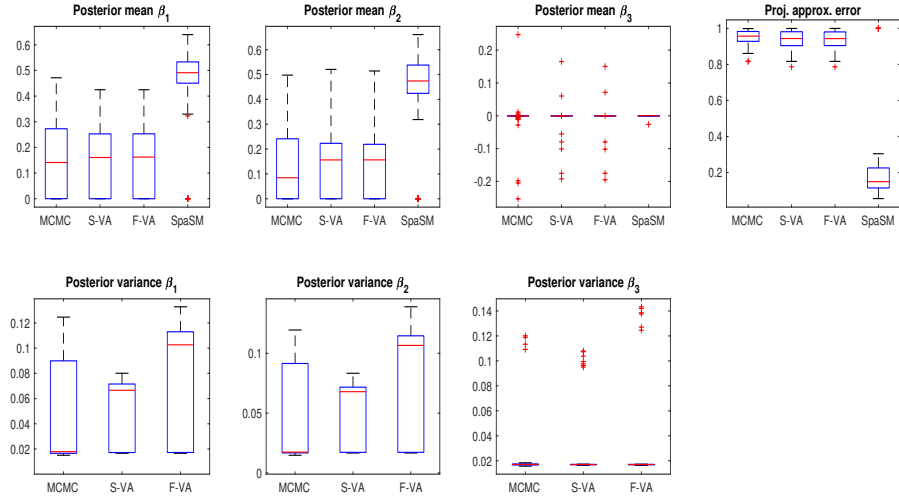 Posterior mean β1
0.6
0.5
0.4
0.3
0.2
0.1
0
MCMC S-VA F-VA SpaSM
Posterior mean β2
0.6
0.5
0.4
0.3
0.2
0.1
0
MCMC S-VA F-VA SpaSM
Posterior mean β3
0.2
0.1
0
-0.1
-0.2
MCMC S-VA F-VA SpaSM
Proj. approx. error
1
0.8
0.6
0.4
0.2
MCMC S-VA F-VA SpaSM
Posterior variance β1
0.12
0.1
0.08
0.06
0.04
0.02
MCMC S-VA F-VA
Posterior variance β2
0.1
0.05
0
MCMC S-VA F-VA
Posterior variance β3
0.14
0.12
0.1
0.08
0.06
0.04
0.02
MCMC S-VA F-VA